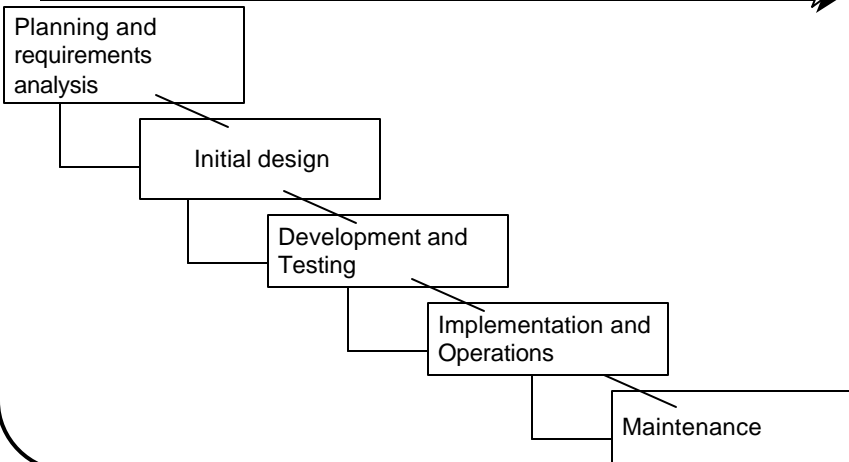 Planning and
requirements
analysis
Initial design
Development and
Testing
Implementation and
Operations
Maintenance